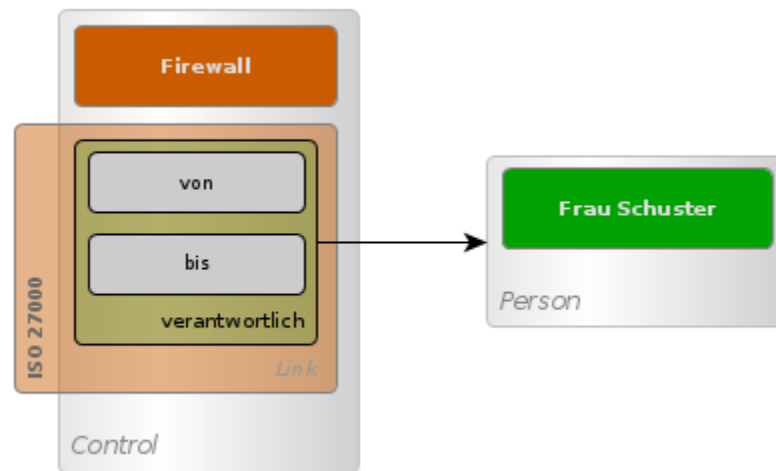 Firewall
von
bis
verantwortlich
ISO 27000
Link
Control
Frau Schuster
Person